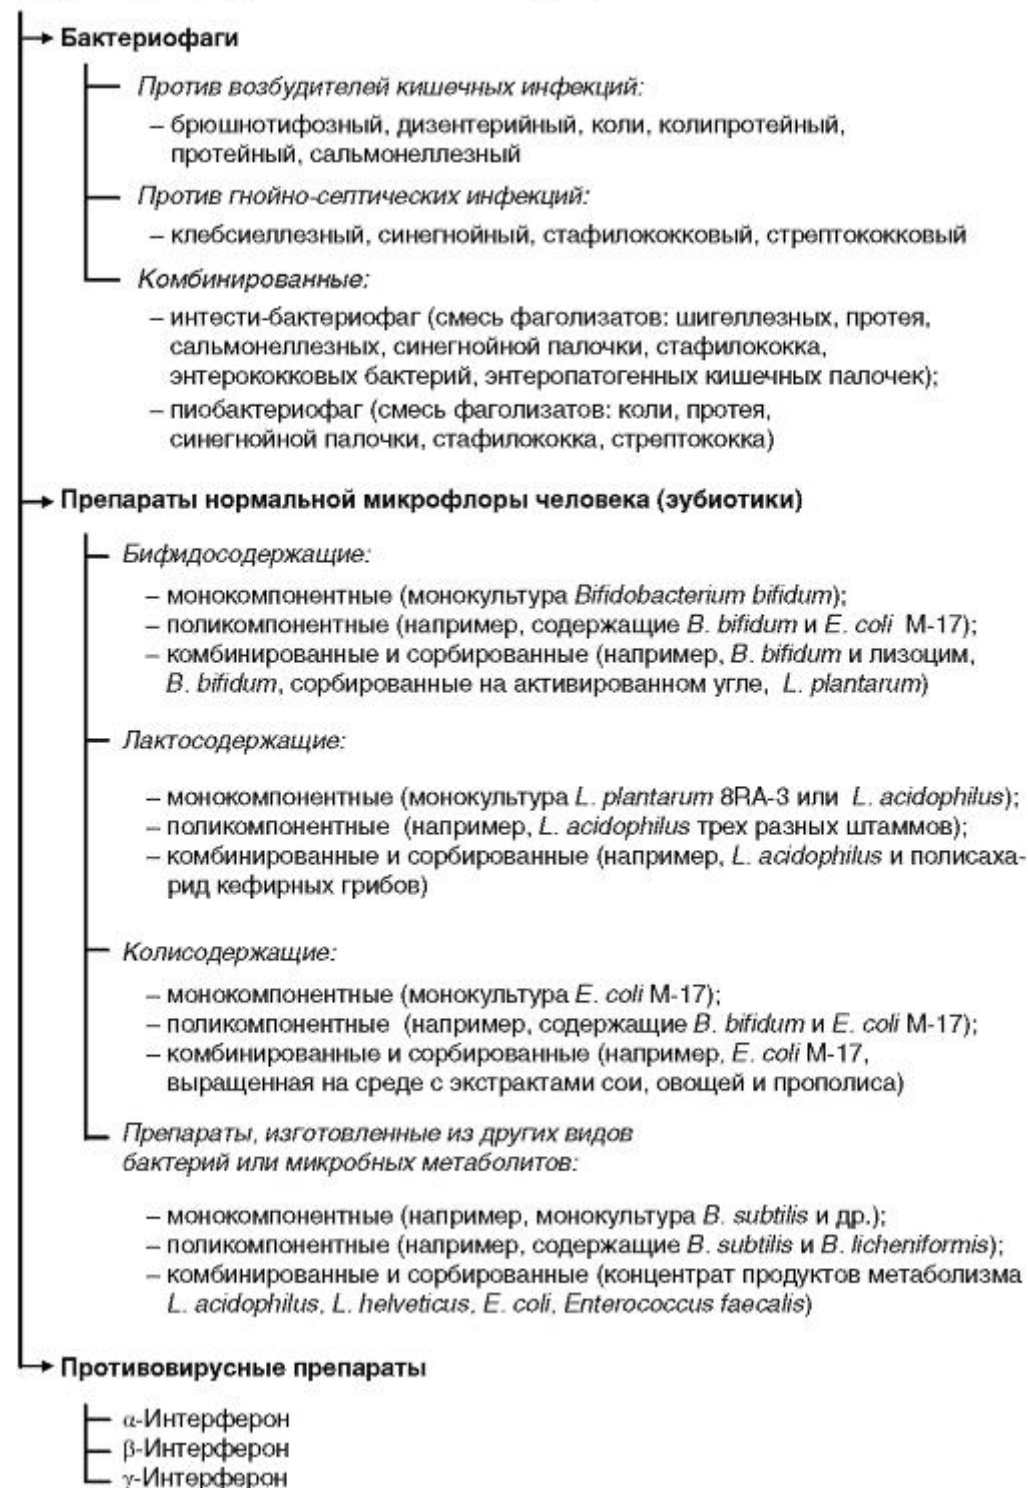 Бактериофаги
Против возбудителей кишечных инфекций:
– брюшнотифозный, дизентерийный, коли, колипротейный,
протейный, сальмонеллезный
Против гнойно-септических инфекций:
– клебсиеллезный, синегнойный, стафилококковый, стрептококковый
Комбинированные:
– интести-бактериофаг (смесь фаголизатов: шигеллезных, протея,
сальмонеллезных, синегнойной палочки, стафилококка,
энтерококковых бактерий, энтеропатогенных кишечных палочек);
– пиобактериофаг (смесь фаголизатов: коли, протея,
синегнойной палочки, стафилококка, стрептококка)
Препараты нормальной микрофлоры человека (эубиотики)
Бифидосодержащие:
– монокомпонентные (монокультура Bifidobacterium bifidum);
– поликомпонентные (например, содержащие B. bifidum и E. coli M-17);
– комбинированные и сорбированные (например, B. bifidum и лизоцим,
B. bifidum, сорбированные на активированном угле, L. plantarum)
Лактосодержащие:
– монокомпонентные (монокультура L. plantarum 8RA-3 или L. acidophilus);
– поликомпонентные (например, L. acidophilus трех разных штаммов);
– комбинированные и сорбированные (например, L. acidophilus и полисаха-
рид кефирных грибов)
Колисодержащие:
– монокомпонентные (монокультура E. coli M-17);
– поликомпонентные (например, содержащие B. bifidum и E. coli M-17);
– комбинированные и сорбированные (например, E. coli M-17,
выращенная на среде с экстрактами сои, овощей и прополиса)
Препараты, изготовленные из других видов
бактерий или микробных метаболитов:
– монокомпонентные (например, монокультура B. subtilis и др.);
– поликомпонентные (например, содержащие B. subtilis и B. licheniformis);
– комбинированные и сорбированные (концентрат продуктов метаболизма
L. acidophilus, L. helveticus, E. coli, Enterococcus faecalis)
Противовирусные препараты
α-Интерферон
β-Интерферон
γ-Интерферон